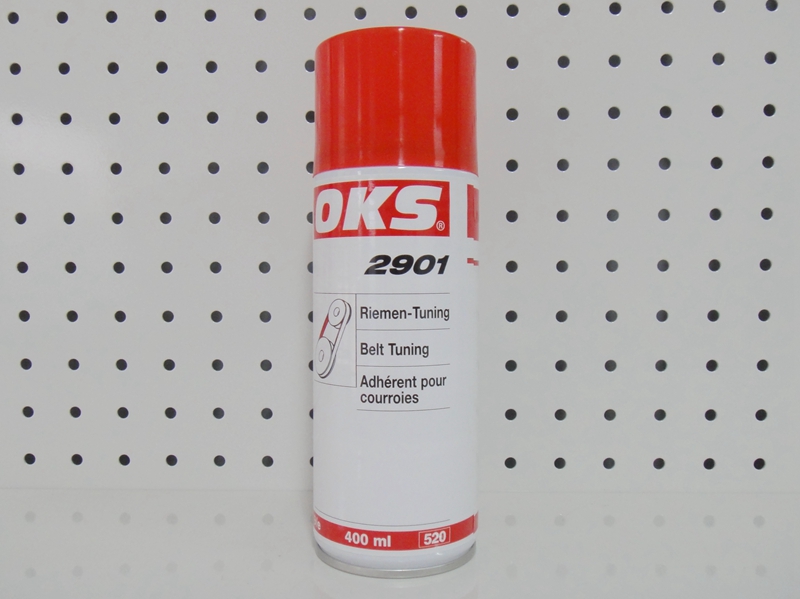 OKS®
2901
Riemen-Tuning
Belt Tuning
Adhérent pour
courroies
400 ml
520